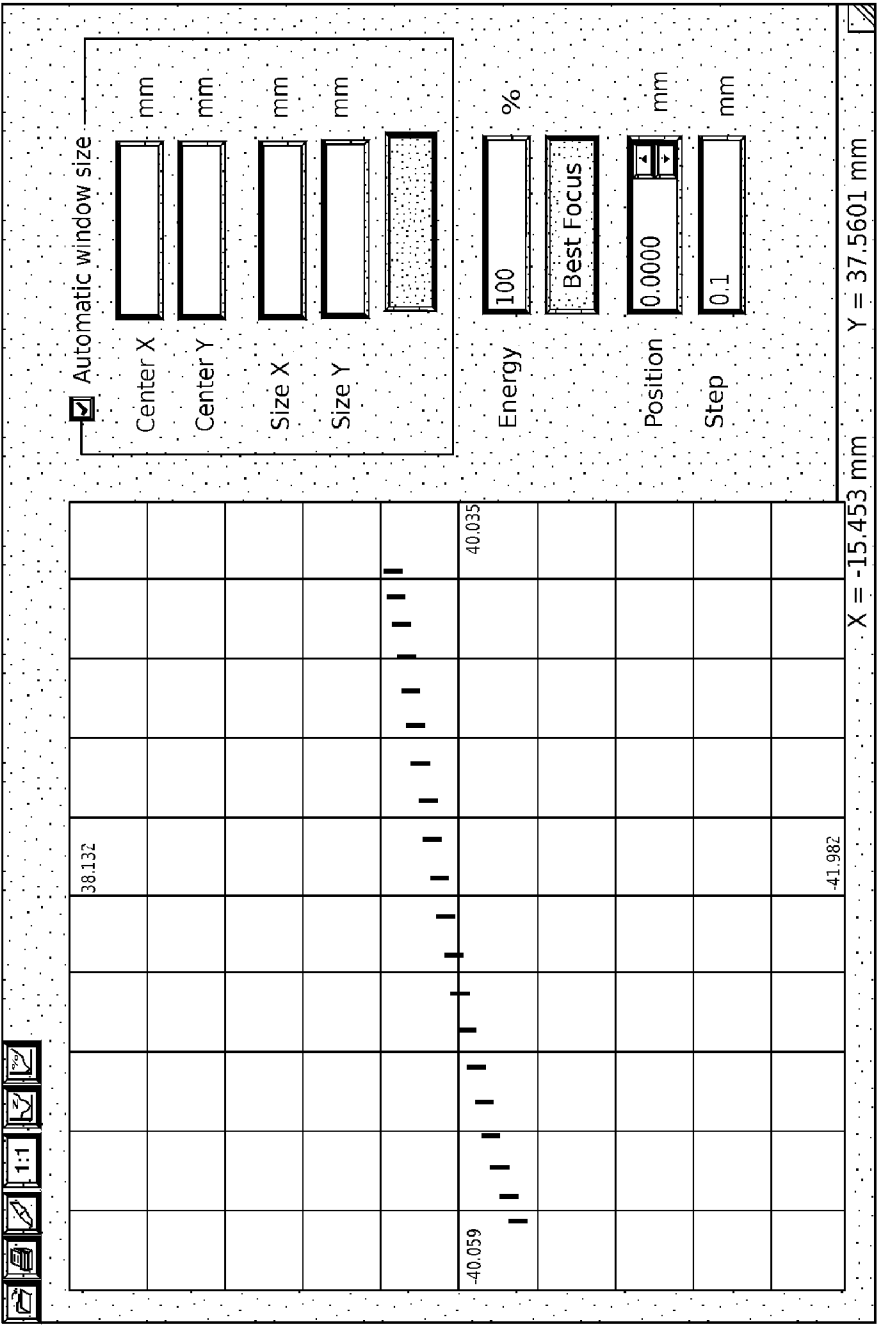 1:1
38.132
-40.059
40.035
-41.982
Automatic window size
Center X mm
Center Y mm
Size X mm
Size Y mm
Energy 100 %
Best Focus
Position 0.0000 mm
Step 0.1 mm
X = -15.453 mm Y = 37.5601 mm